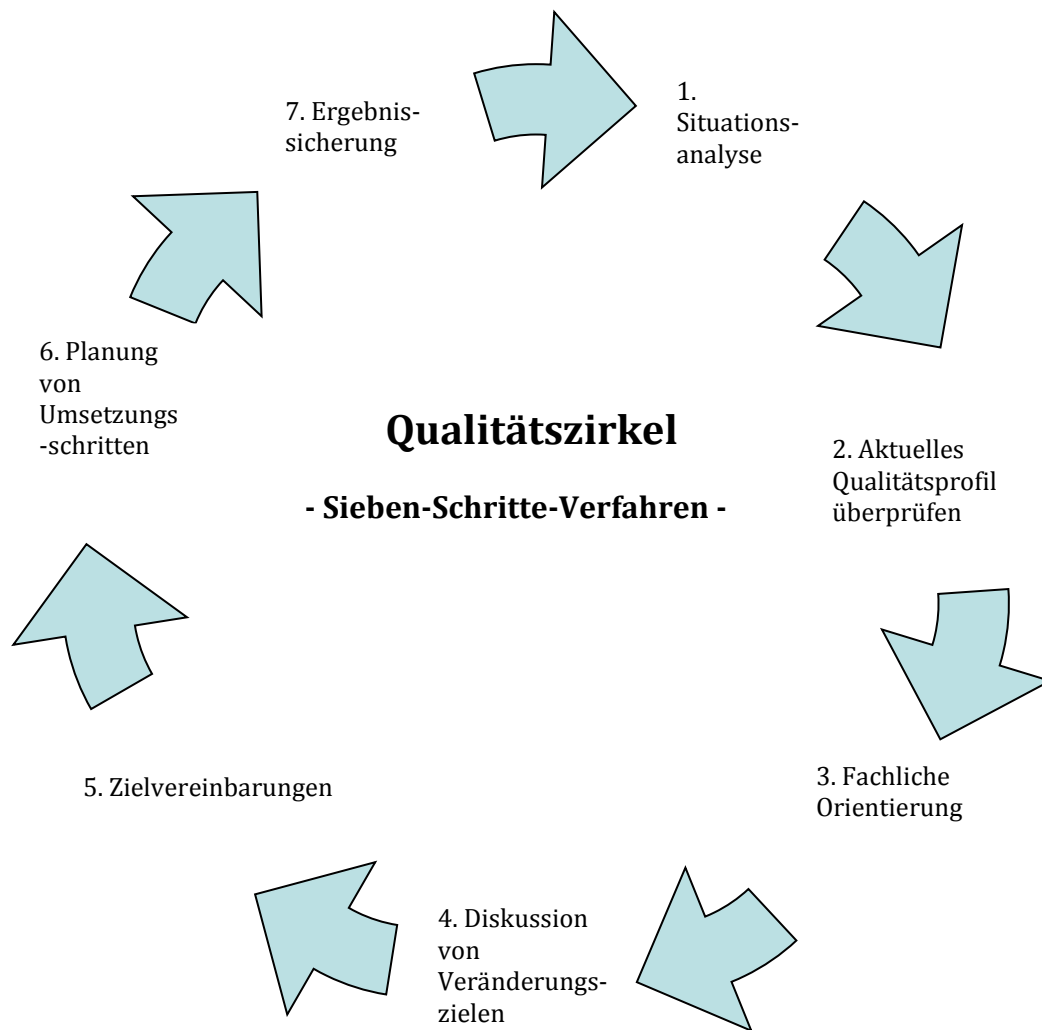 7. Ergebnis-
sicherung
1.
Situations-
analyse
6. Planung
von
Umsetzungs
-schritten
Qualitätszirkel
- Sieben-Schritte-Verfahren -
2. Aktuelles
Qualitätsprofil
überprüfen
5. Zielvereinbarungen
3. Fachliche
Orientierung
4. Diskussion
von
Veränderungs-
zielen